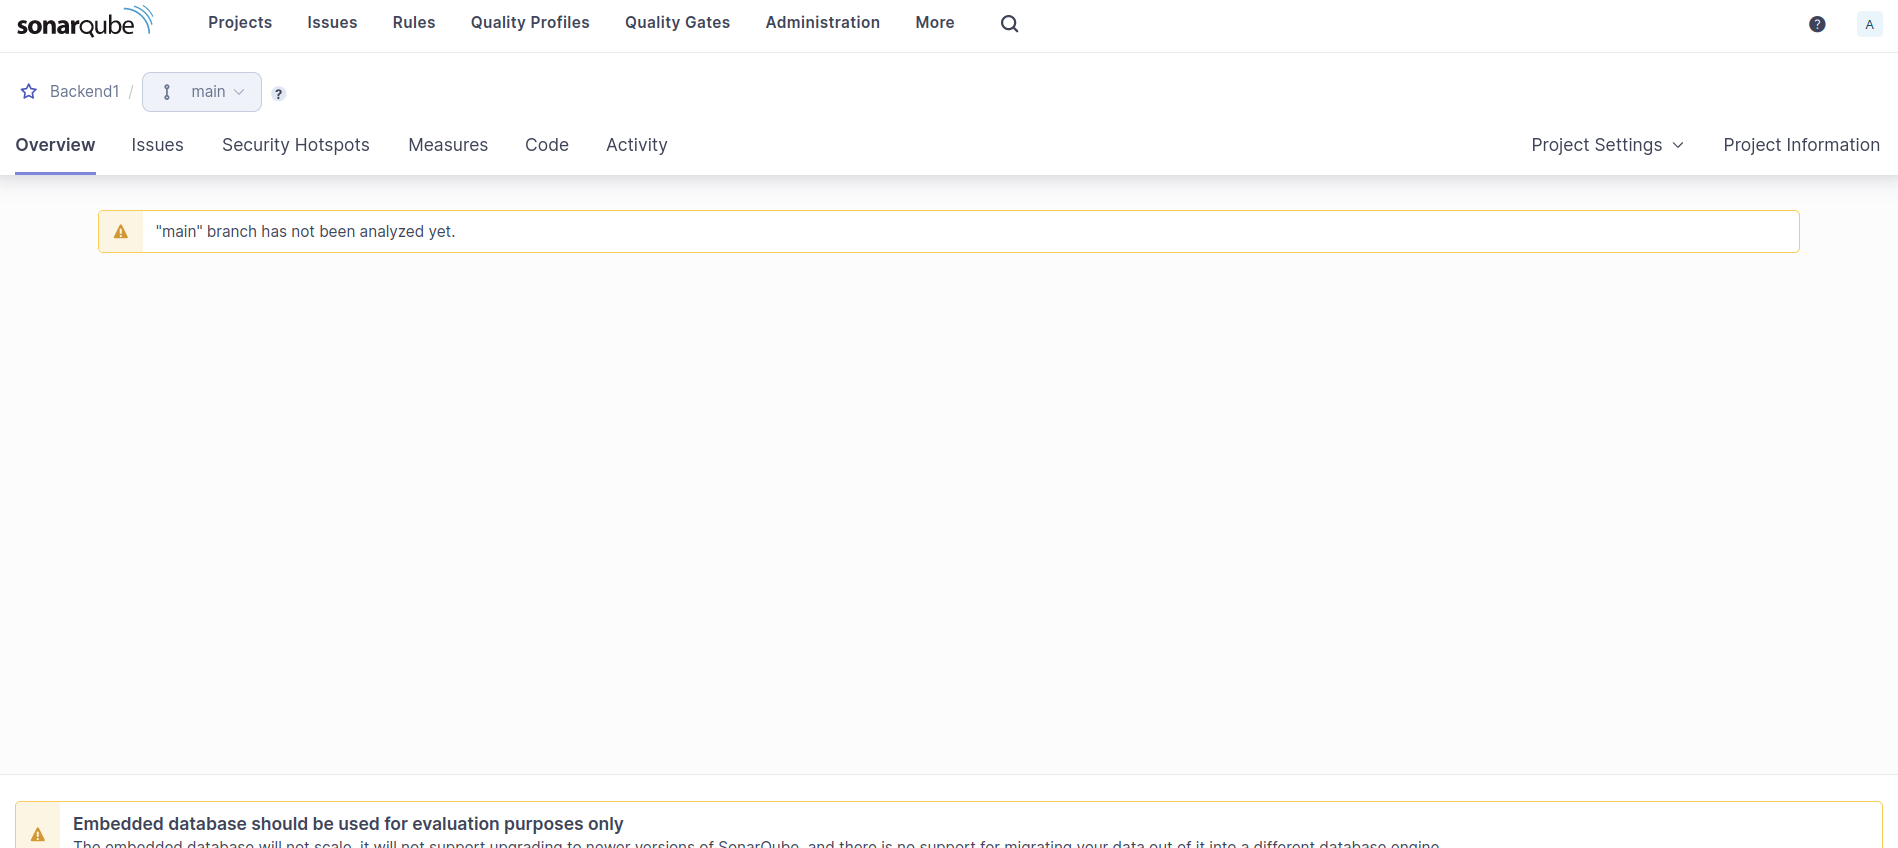 sonarqube Projects Issues Rules Quality Profiles Quality Gates Administration More ? A
Backend1 / main ?
Overview Issues Security Hotspots Measures Code Activity Project Settings Project Information
"main" branch has not been analyzed yet.
Embedded database should be used for evaluation purposes only
The embedded database will not scale, it will not support upgrading to newer versions of SonarQube, and there is no support for migrating your data out of it into a different database engine.